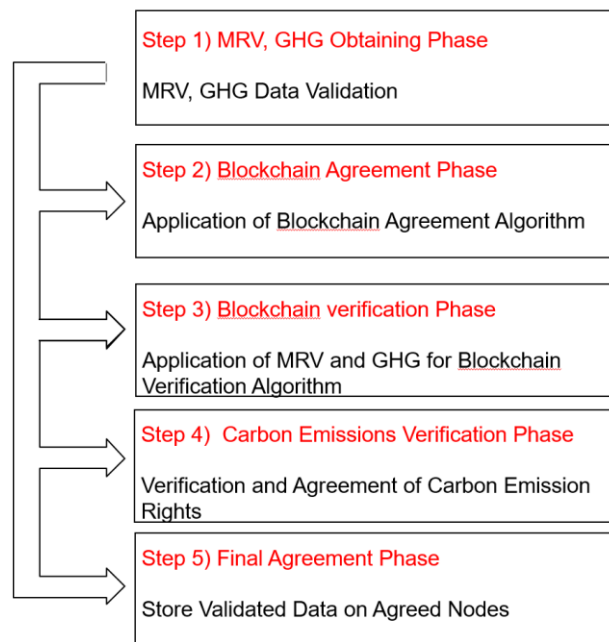 Step 1) MRV, GHG Obtaining Phase
MRV, GHG Data Validation
Step 2) Blockchain Agreement Phase
Application of Blockchain Agreement Algorithm
Step 3) Blockchain verification Phase
Application of MRV and GHG for Blockchain
Verification Algorithm
Step 4) Carbon Emissions Verification Phase
Verification and Agreement of Carbon Emission
Rights
Step 5) Final Agreement Phase
Store Validated Data on Agreed Nodes